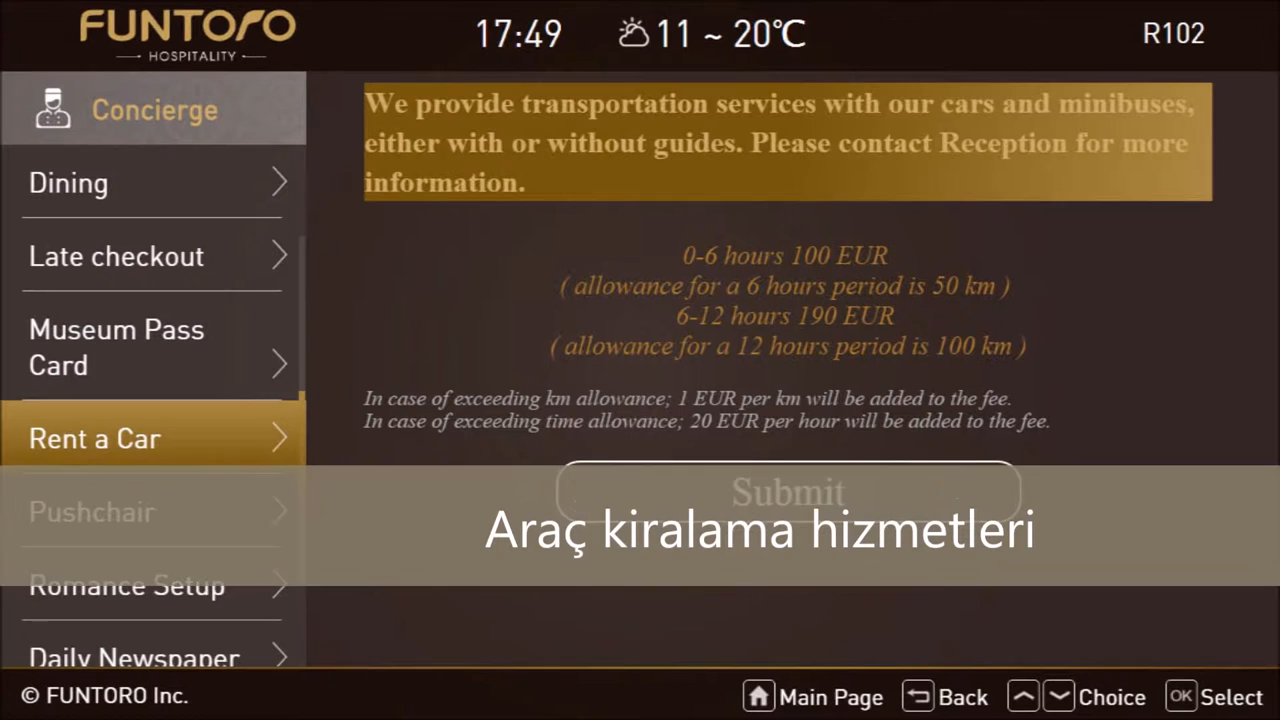 FUNTORO
HOSPITALITY
17:49
11 ~ 20℃
R102
Concierge
Dining
Late checkout
Museum Pass
Card
Rent a Car
Pushchair
Romance Setup
Daily Newspaper
We provide transportation services with our cars and minibuses,
either with or without guides. Please contact Reception for more
information.
0-6 hours 100 EUR
( allowance for a 6 hours period is 50 km )
6-12 hours 190 EUR
( allowance for a 12 hours period is 100 km )
In case of exceeding km allowance; 1 EUR per km will be added to the fee.
In case of exceeding time allowance; 20 EUR per hour will be added to the fee.
Submit
Araç kiralama hizmetleri
© FUNTORO Inc.
Main Page
Back
Choice
OK Select